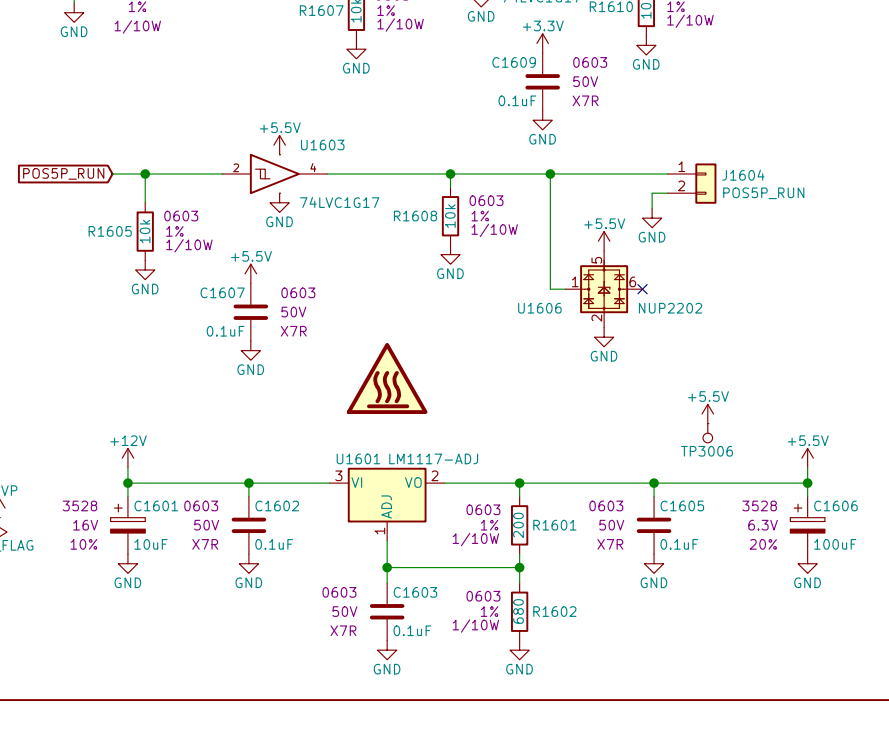 1%
1/10W
GND
R1607
10k
1%
1/10W
GND
GND
R1610
1%
1/10W
GND
+3.3V
C1609
0603
50V
0.1uF
X7R
GND
POS5P_RUN
+5.5V
U1603
2
4
GND
74LVC1G17
R1605
10k
0603
1%
1/10W
GND
R1608
10k
0603
1%
1/10W
GND
1
2
J1604
POS5P_RUN
GND
+5.5V
5
1
6
2
U1606
NUP2202
GND
+5.5V
C1607
0603
50V
0.1uF
X7R
GND
+5.5V
TP3006
VP
_FLAG
+12V
3528
+
C1601
16V
10%
10uF
GND
0603
C1602
50V
X7R
0.1uF
GND
U1601 LM1117-ADJ
3
VI
VO
2
ADJ
1
0603
1%
1/10W
200
R1601
0603
C1603
50V
X7R
0.1uF
GND
0603
1%
1/10W
680
R1602
GND
0603
C1605
50V
X7R
0.1uF
GND
+5.5V
3528
+
C1606
6.3V
20%
100uF
GND